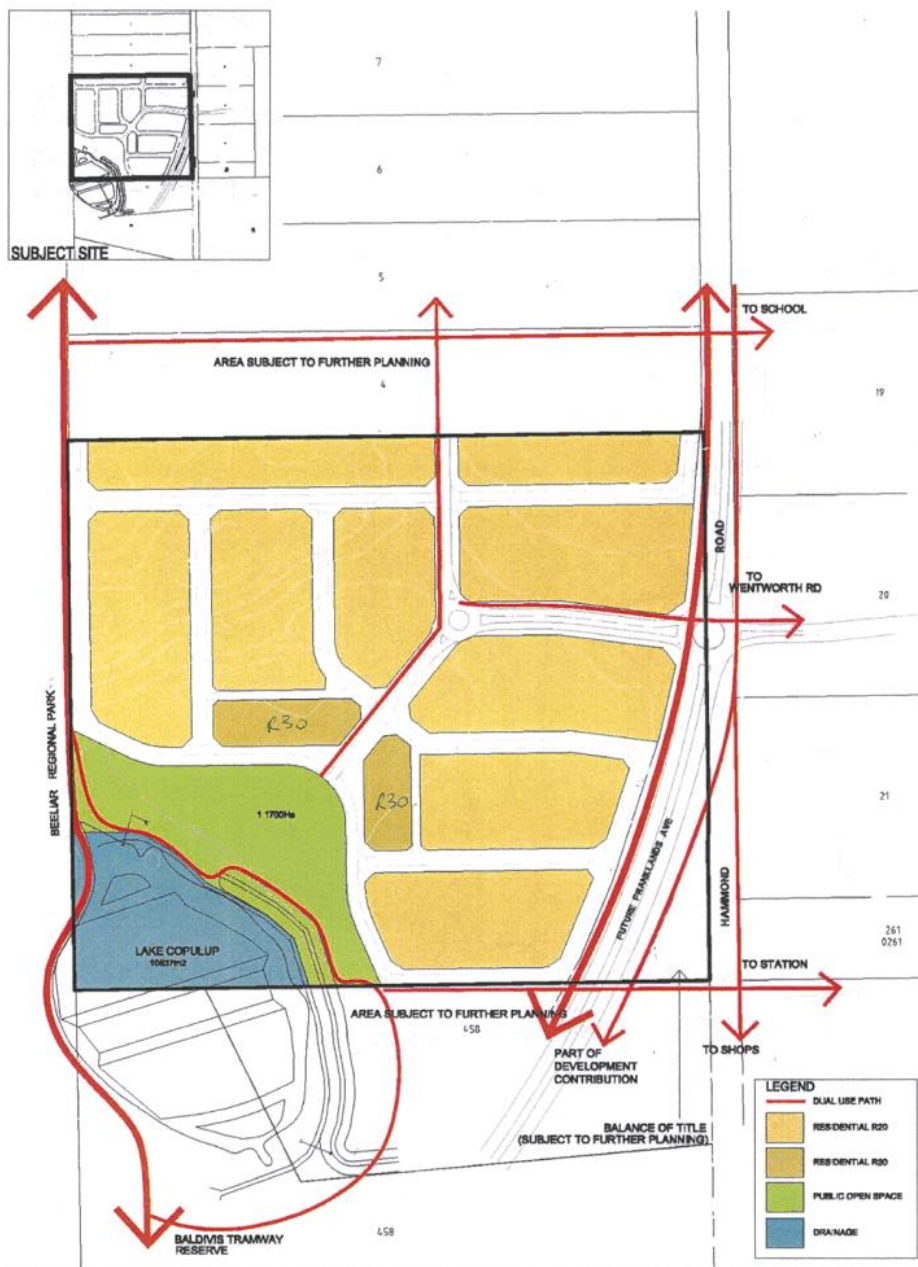 SUBJECT SITE
7
6
5
TO SCHOOL
AREA SUBJECT TO FURTHER PLANNING
4
19
ROAD
TO
WENTWORTH RD
20
R30
BEELIAR REGIONAL PARK
1.1700Ha
R30
21
FUTURE FRANKLANDS AVE
HAMMOND
LAKE COPULUP
10637m2
261
0261
TO STATION
AREA SUBJECT TO FURTHER PLANNING
458
PART OF
DEVELOPMENT
CONTRIBUTION
TO SHOPS
BALANCE OF TITLE
(SUBJECT TO FURTHER PLANNING)
LEGEND
DUAL USE PATH
RESIDENTIAL R20
RESIDENTIAL R30
PUBLIC OPEN SPACE
DRAINAGE
BALDIVIS TRAMWAY
RESERVE
458